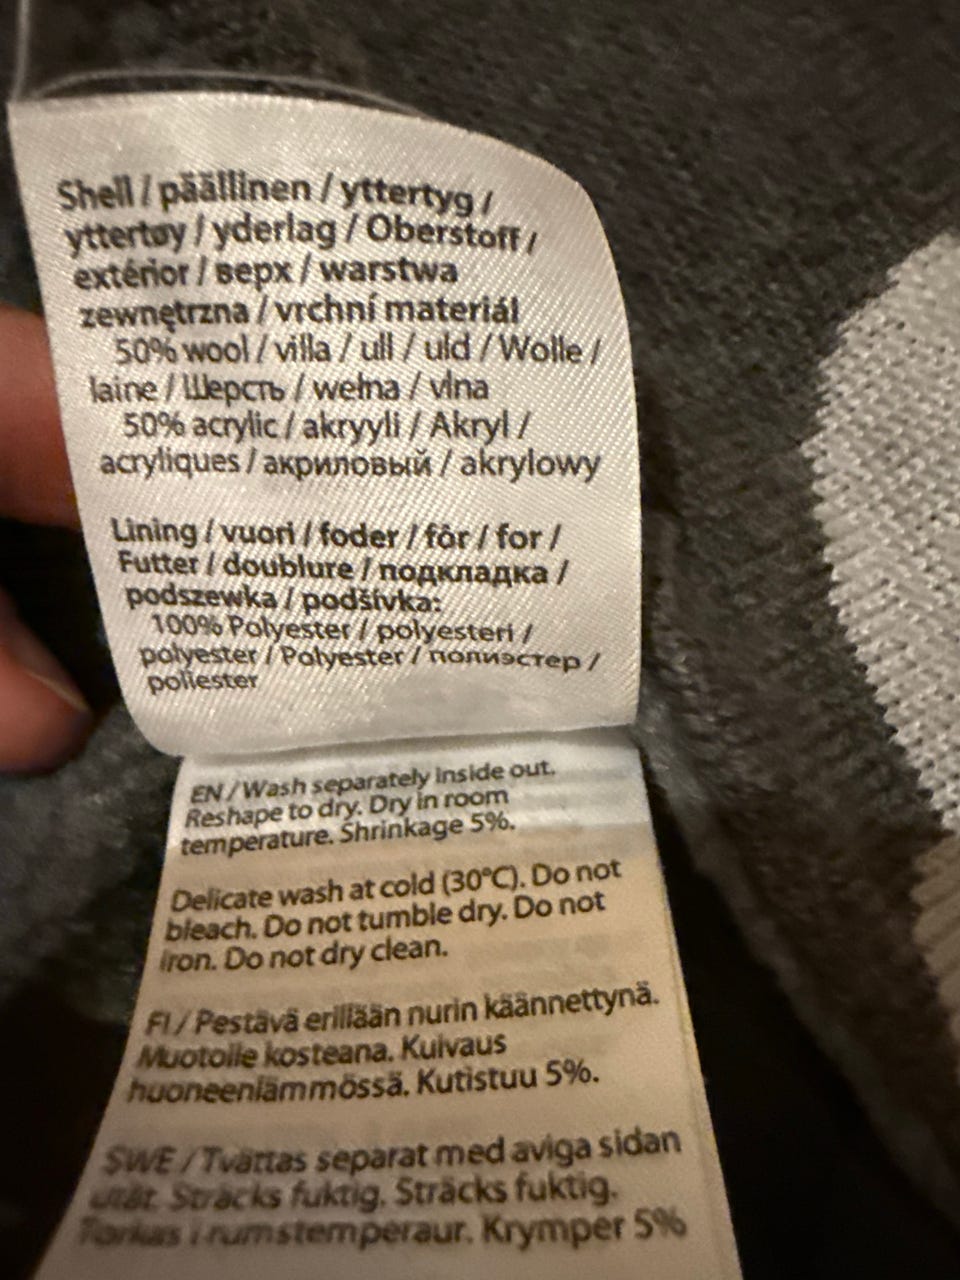 Shell / päällinen / yttertyg /
yttertøy / yderlag / Oberstoff /
extérior / верх / warstwa
zewnętrzna / vrchní materiál
50% wool / villa / ull / uld / Wolle /
laine / Шерсть / wełna / vlna
50% acrylic / akryyli / Akryl /
acryliques / акриловый / akrylowy
Lining / vuori / foder / fôr / for /
Futter / doublure / подкладка /
podszewka / podšívka:
100% Polyester / polyesteri /
polyester / Polyester / полиэстер /
poliester
EN / Wash separately inside out.
Reshape to dry. Dry in room
temperature. Shrinkage 5%.
Delicate wash at cold (30°C). Do not
bleach. Do not tumble dry. Do not
iron. Do not dry clean.
FI / Pestävä erillään nurin käännettynä.
Muotoile kosteana. Kuivaus
huoneenlämmössä. Kutistuu 5%.
SWE / Tvättas separat med aviga sidan
utåt. Sträcks fuktig. Sträcks fuktig.
Torkas i rumstemperaur. Krymper 5%